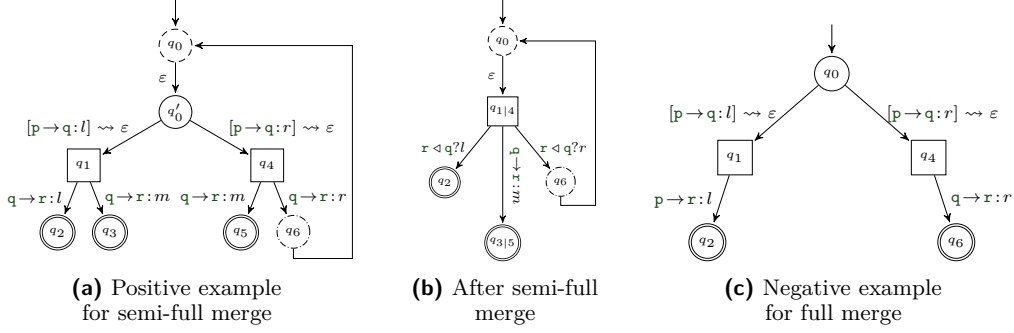 q0
ε
q′0
[p→q:l] ⇝ ε
[p→q:r] ⇝ ε
q1
q4
q→r:l
q→r:m
q→r:m
q→r:r
q2
q3
q5
q6
(a) Positive example
for semi-full merge
q0
ε
q1|4
r ◁ q?l
q→r:m
r ◁ q?r
q2
q6
q3|5
(b) After semi-full
merge
q0
[p→q:l] ⇝ ε
[p→q:r] ⇝ ε
q1
q4
p→r:l
q→r:r
q2
q6
(c) Negative example
for full merge